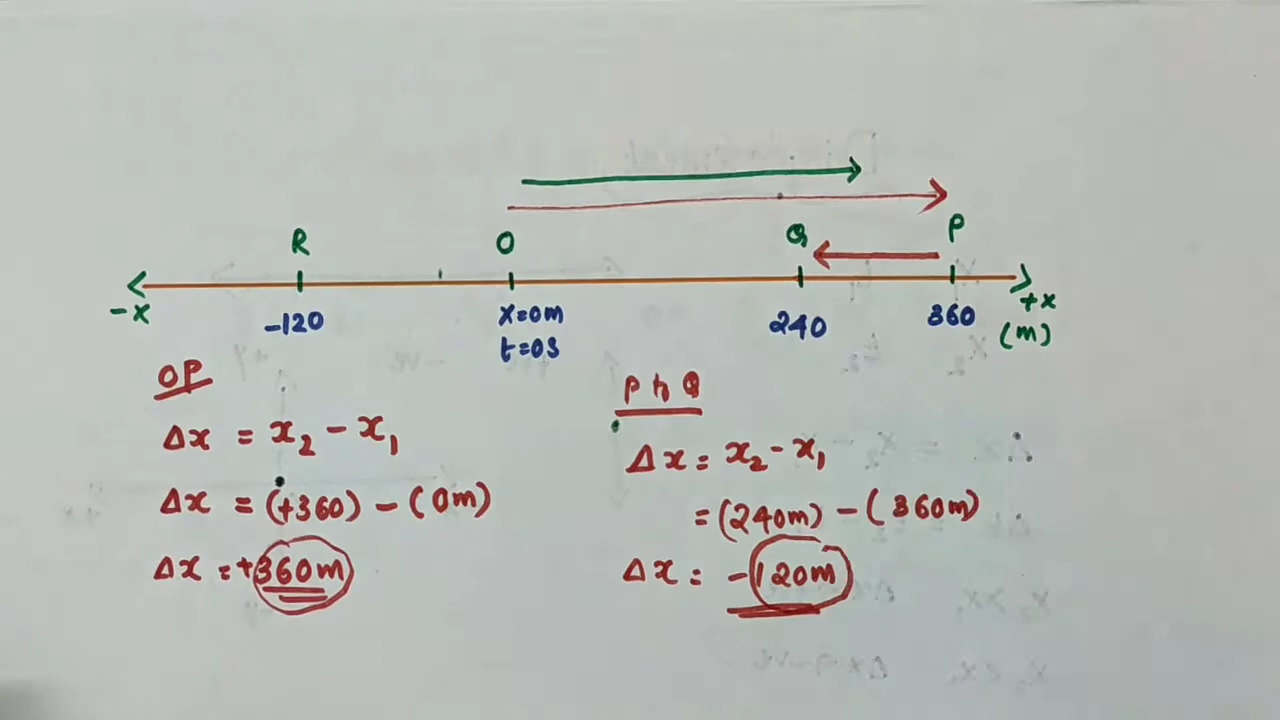 R O Q P
-x +x
-120 x=0m 240 360 (m)
t=0s
OP
Δx = x₂ - x₁
Δx = (+360) - (0m)
Δx = +360m
P to Q
Δx = x₂ - x₁
= (240m) - (360m)
Δx = -120m